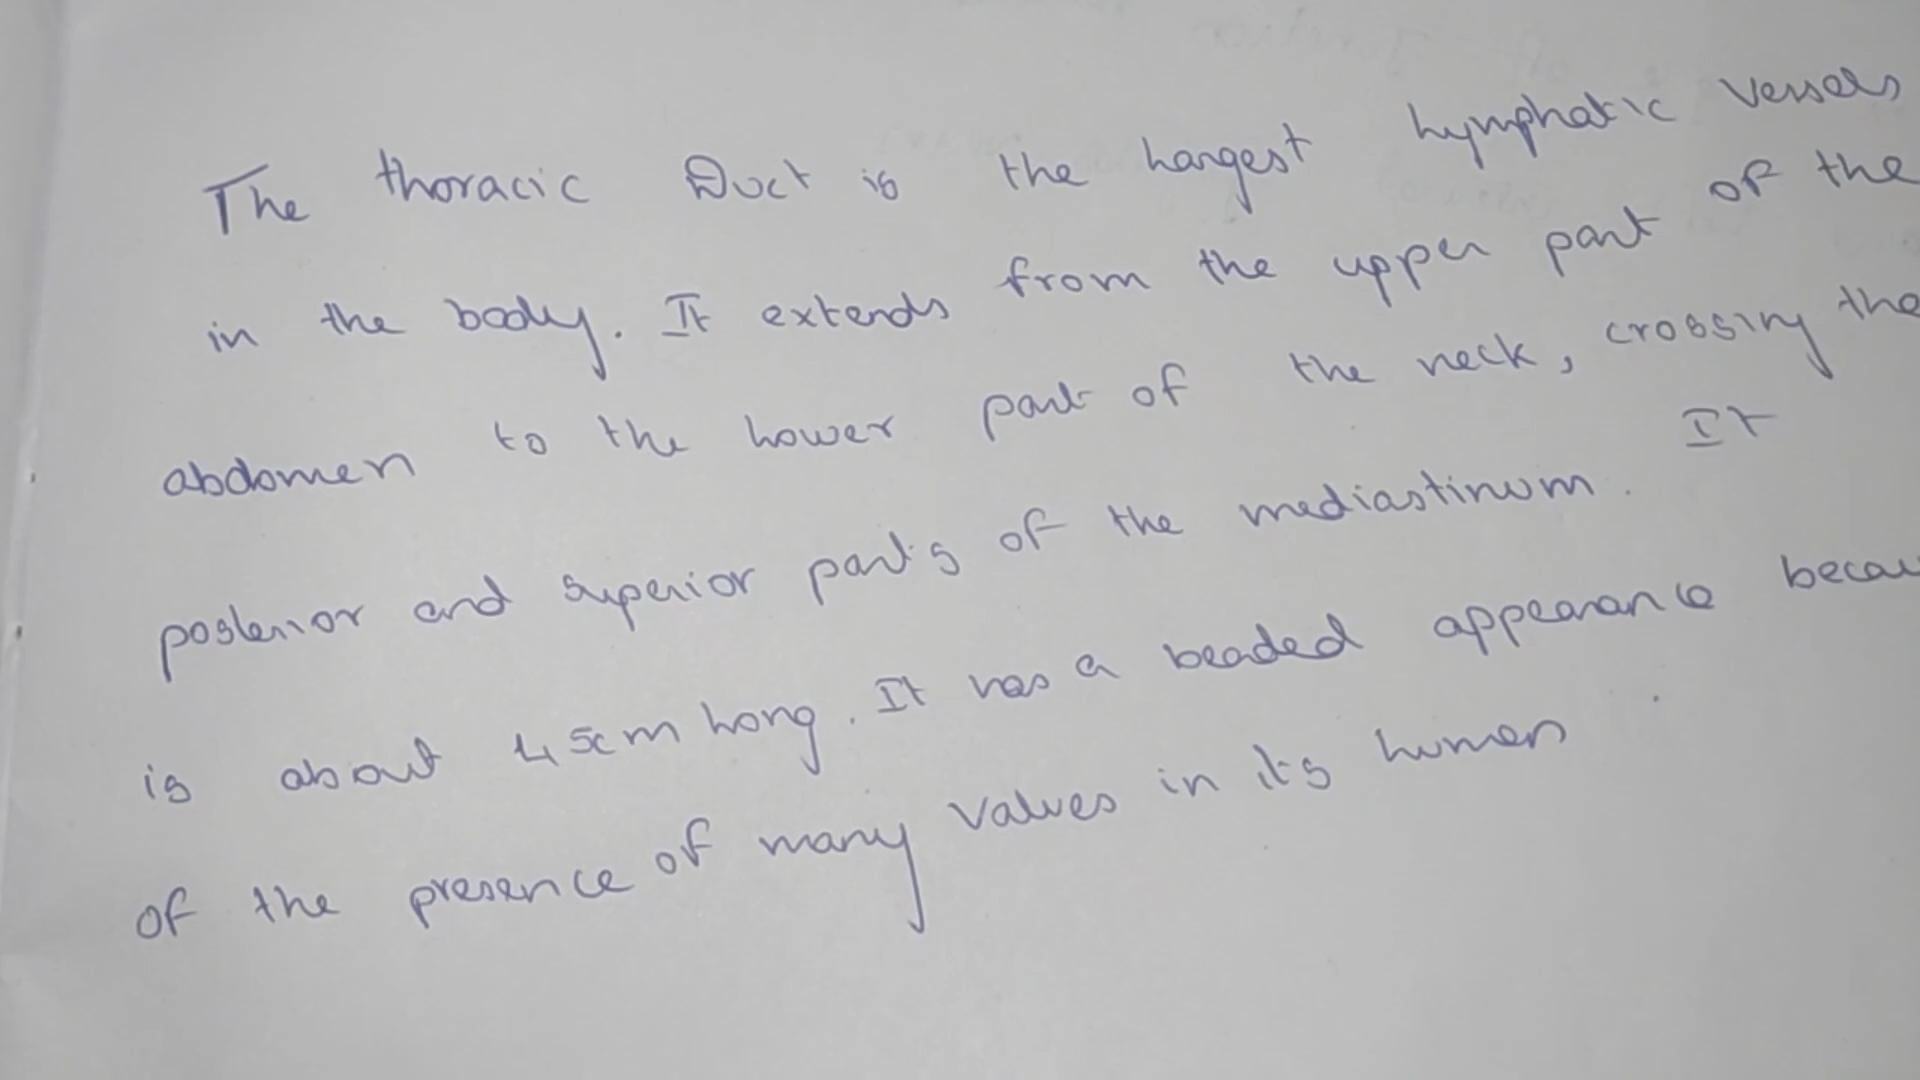 The thoracic Duct is the largest Lymphatic Vessels
in the body. It extends from the upper part of the
abdomen to the lower part of the neck, crossing the
posterior and superior parts of the mediastinum. It
is about 45cm long. It has a beaded appearance becau
of the presence of many valves in its lumen